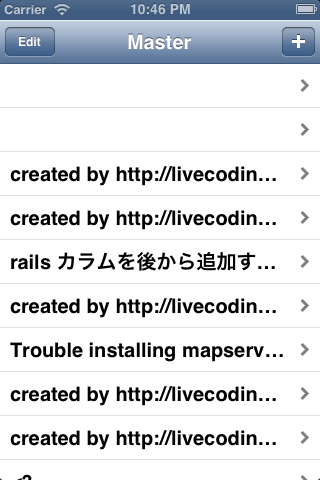 Carrier 10:46 PM
Edit Master +
created by http://livecodin...
created by http://livecodin...
rails カラムを後から追加す...
created by http://livecodin...
Trouble installing mapserv...
created by http://livecodin...
created by http://livecodin...